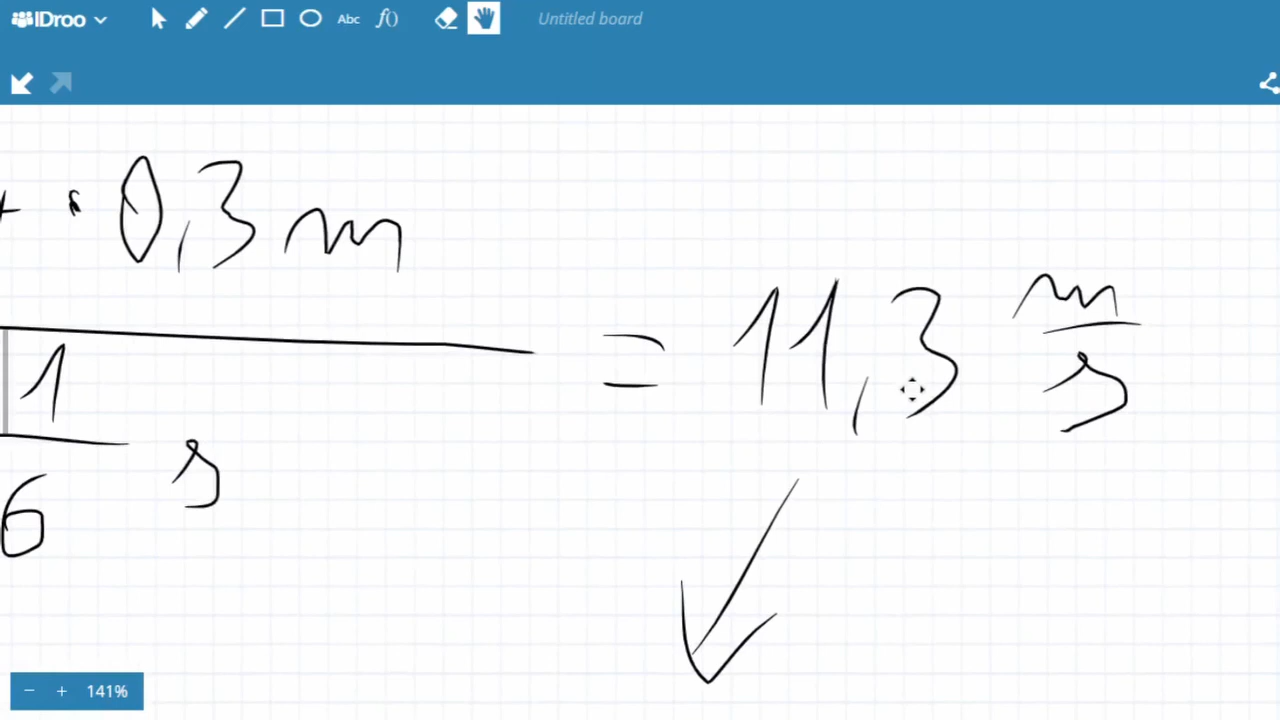 IDroo Abc f() Untitled board
· 0,3 m
1
6 s
= 11,3 m/s
− + 141%